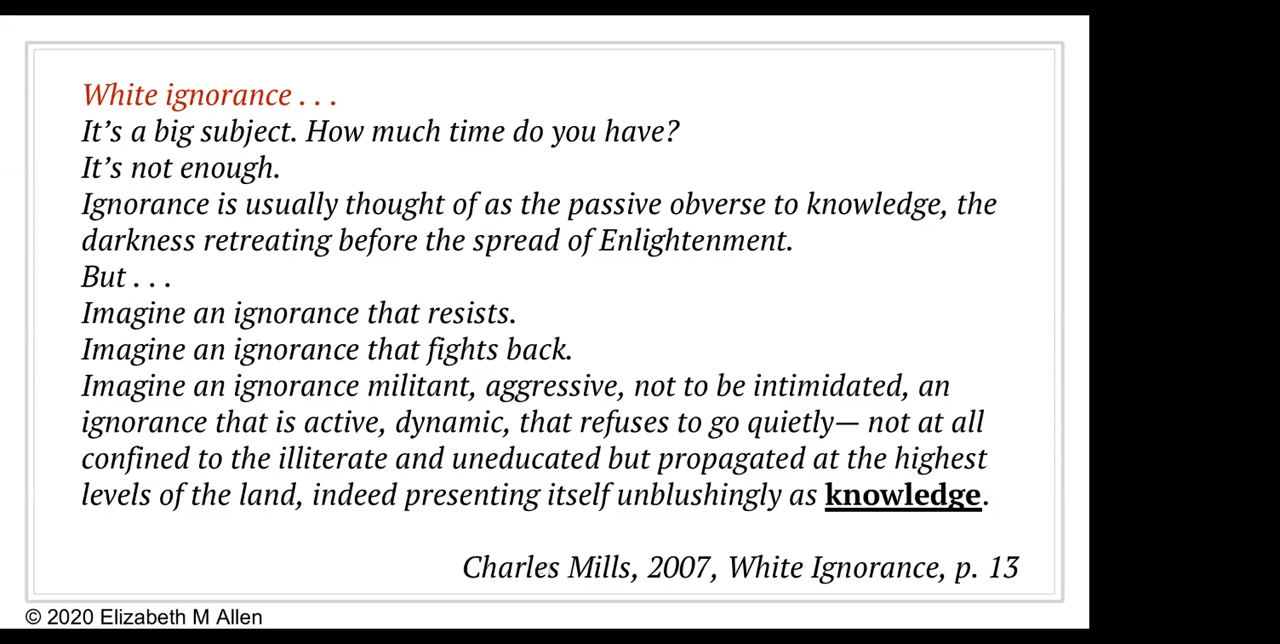 White ignorance . . .
It’s a big subject. How much time do you have?
It’s not enough.
Ignorance is usually thought of as the passive obverse to knowledge, the
darkness retreating before the spread of Enlightenment.
But . . .
Imagine an ignorance that resists.
Imagine an ignorance that fights back.
Imagine an ignorance militant, aggressive, not to be intimidated, an
ignorance that is active, dynamic, that refuses to go quietly— not at all
confined to the illiterate and uneducated but propagated at the highest
levels of the land, indeed presenting itself unblushingly as knowledge.
Charles Mills, 2007, White Ignorance, p. 13
© 2020 Elizabeth M Allen